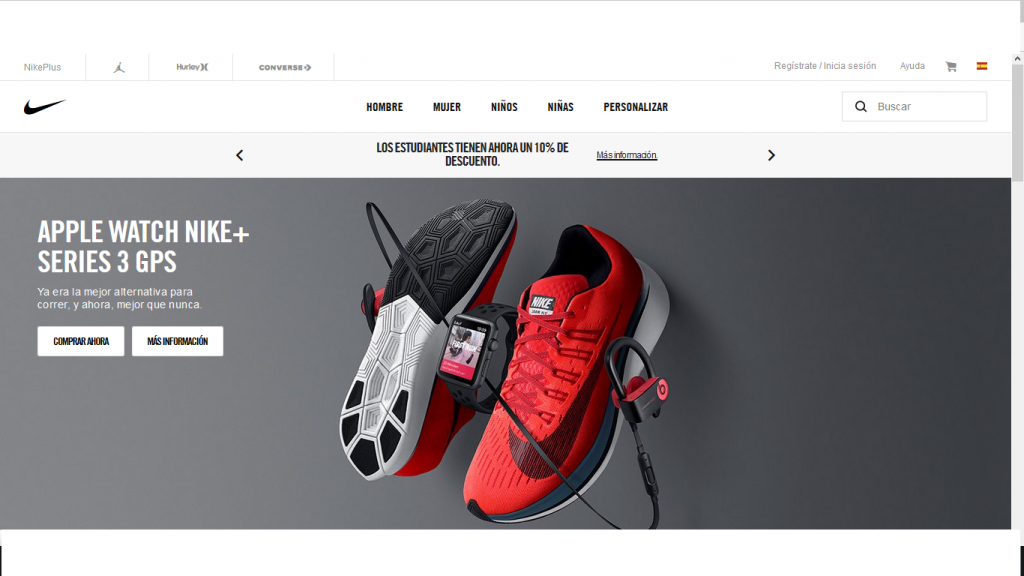 NikePlus
Hurley
CONVERSE
Regístrate / Inicia sesión
Ayuda
HOMBRE
MUJER
NIÑOS
NIÑAS
PERSONALIZAR
Buscar
LOS ESTUDIANTES TIENEN AHORA UN 10% DE
DESCUENTO.
Más información.
APPLE WATCH NIKE+
SERIES 3 GPS
Ya era la mejor alternativa para
correr, y ahora, mejor que nunca.
COMPRAR AHORA
MÁS INFORMACIÓN
NIKE